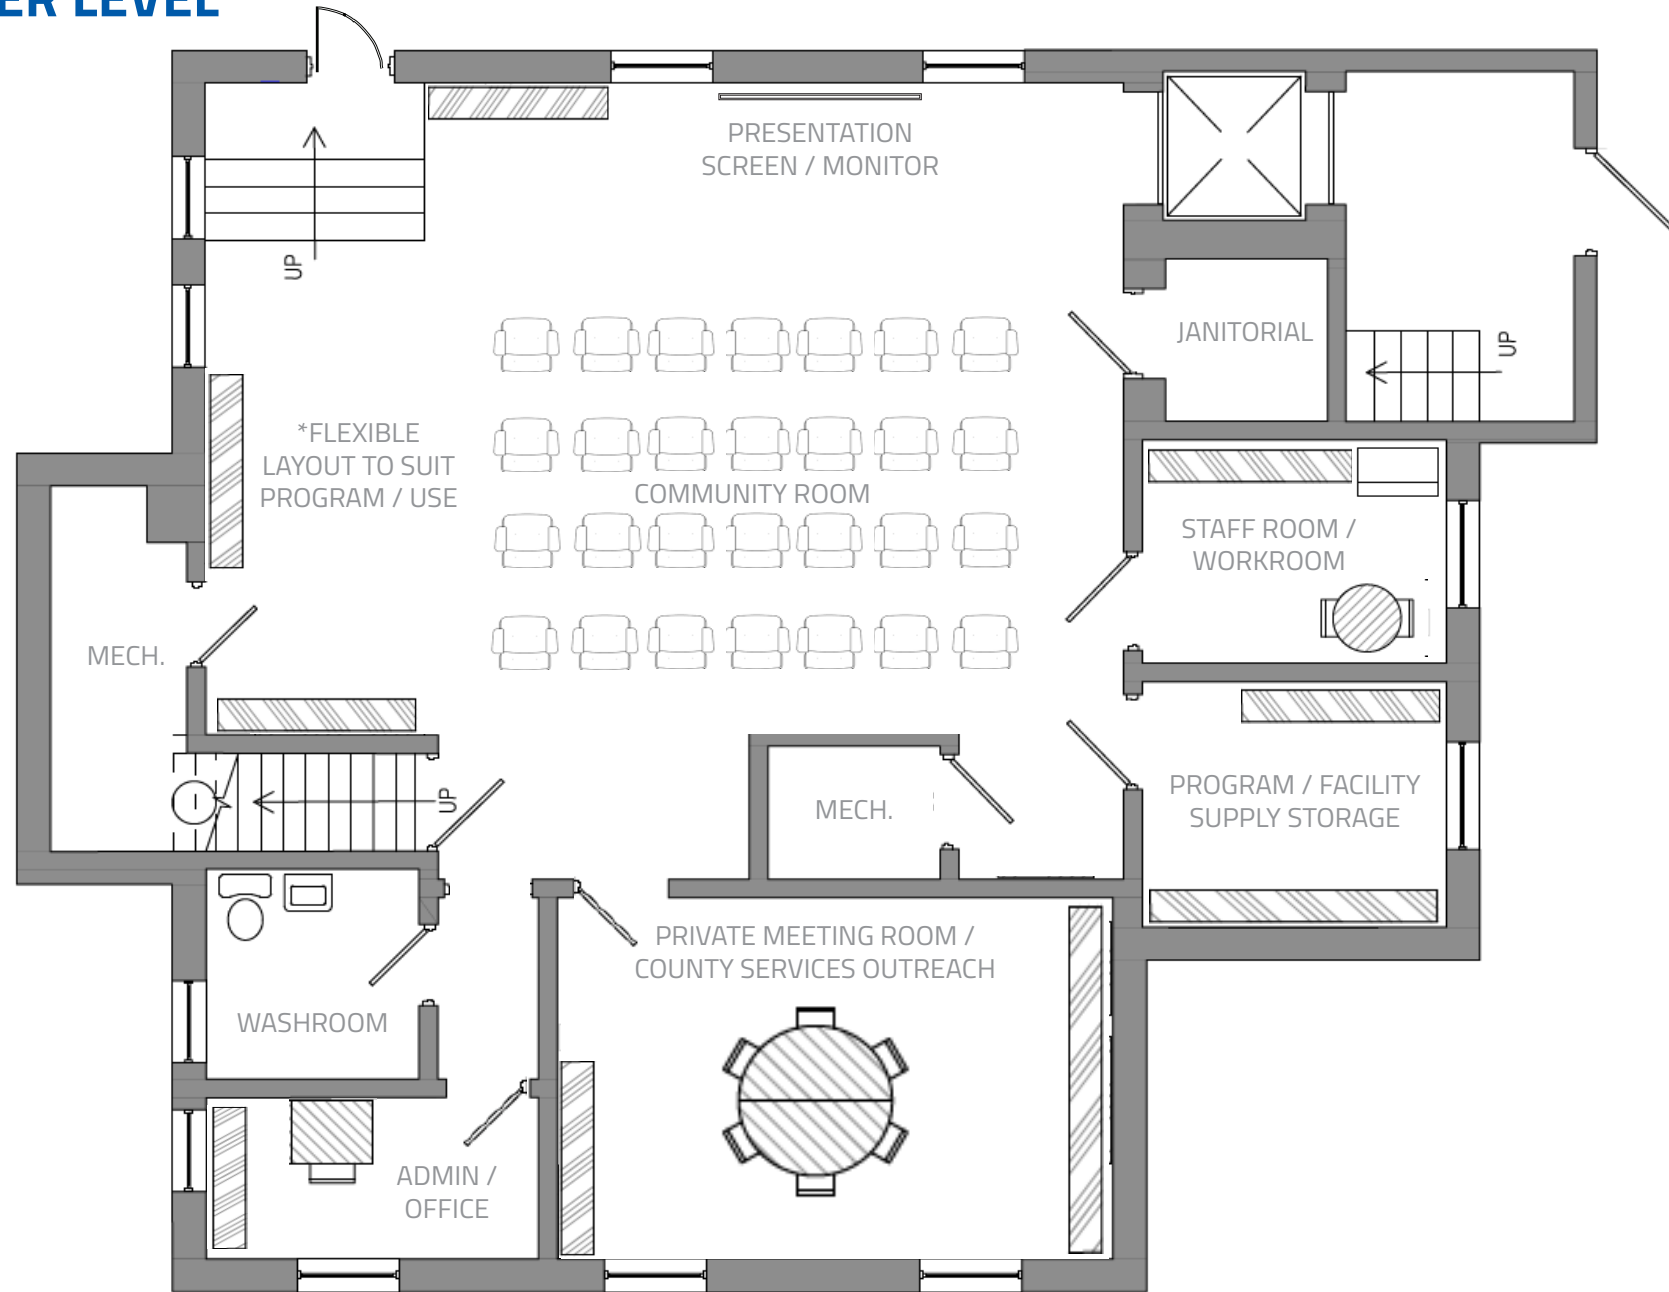 ER LEVEL
PRESENTATION
SCREEN / MONITOR
UP
JANITORIAL
UP
*FLEXIBLE
LAYOUT TO SUIT
PROGRAM / USE
COMMUNITY ROOM
STAFF ROOM /
WORKROOM
MECH.
UP
MECH.
PROGRAM / FACILITY
SUPPLY STORAGE
PRIVATE MEETING ROOM /
COUNTY SERVICES OUTREACH
WASHROOM
ADMIN /
OFFICE